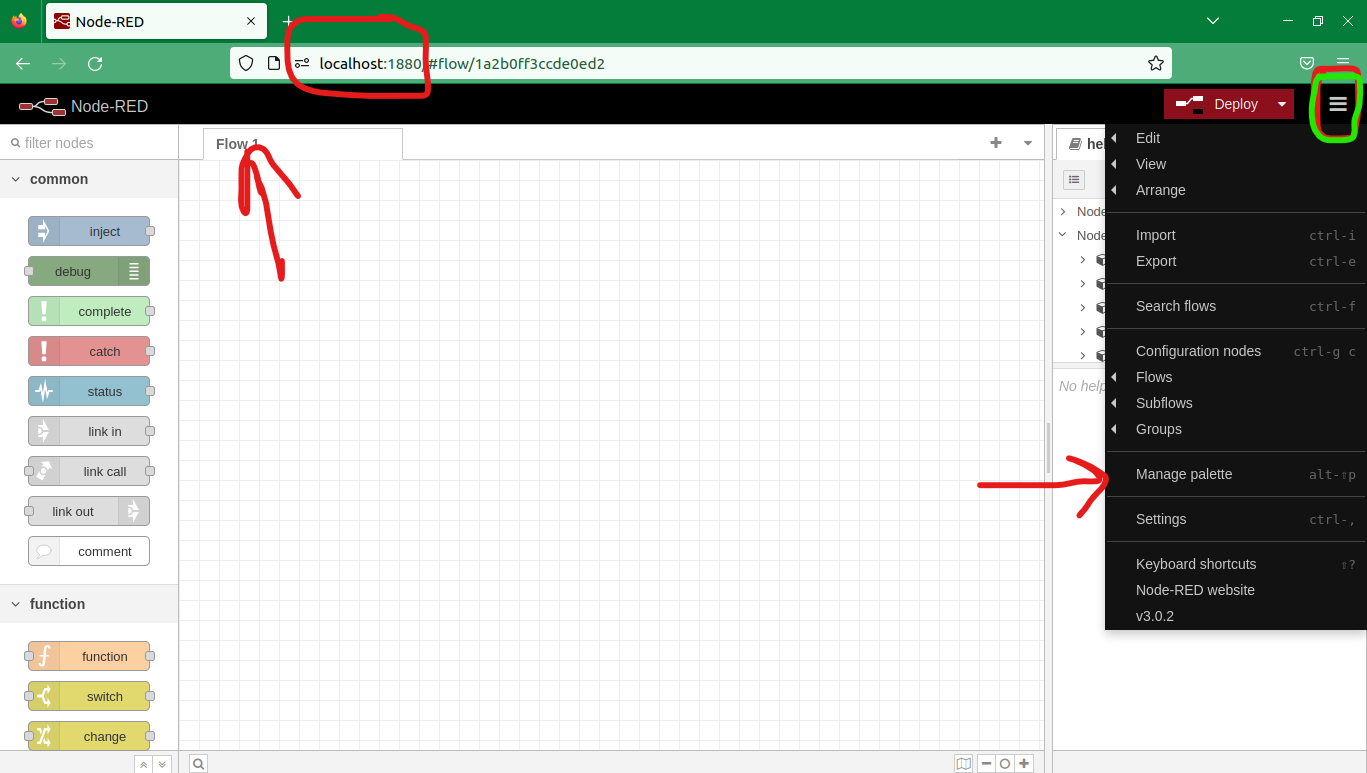 Node-RED
localhost:1880/#flow/1a2b0ff3ccde0ed2
Node-RED
Deploy
filter nodes
Flow 1
common
inject
debug
complete
catch
status
link in
link call
link out
comment
function
function
switch
change
Edit
View
Arrange
Import ctrl-i
Export ctrl-e
Search flows ctrl-f
Configuration nodes ctrl-g c
Flows
Subflows
Groups
Manage palette alt-⇧p
Settings ctrl-,
Keyboard shortcuts ⇧?
Node-RED website
v3.0.2
Node
No help